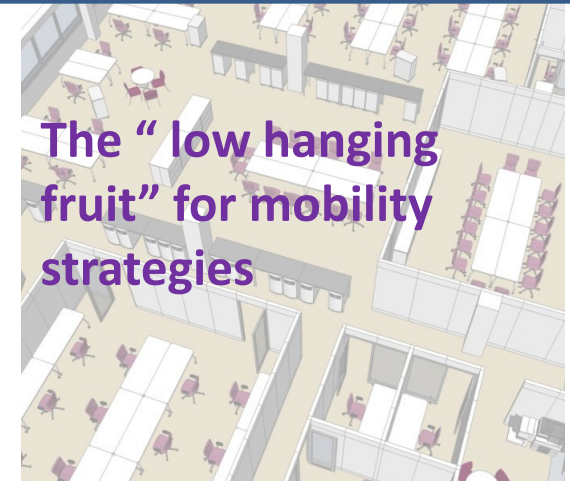 The “ low hanging
fruit” for mobility
strategies